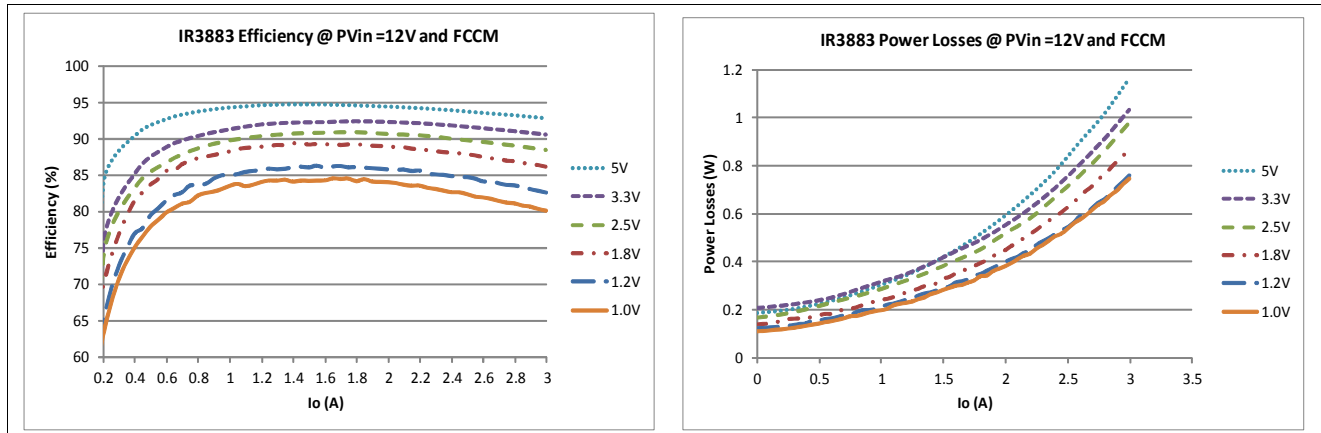 IR3883 Efficiency @ PVin =12V and FCCM
100
95
90
85
80
75
70
65
60
Efficiency (%)
0.2 0.4 0.6 0.8 1 1.2 1.4 1.6 1.8 2 2.2 2.4 2.6 2.8 3
Io (A)
5V
3.3V
2.5V
1.8V
1.2V
1.0V
IR3883 Power Losses @ PVin =12V and FCCM
1.2
1
0.8
0.6
0.4
0.2
0
Power Losses (W)
0 0.5 1 1.5 2 2.5 3 3.5
Io (A)
5V
3.3V
2.5V
1.8V
1.2V
1.0V